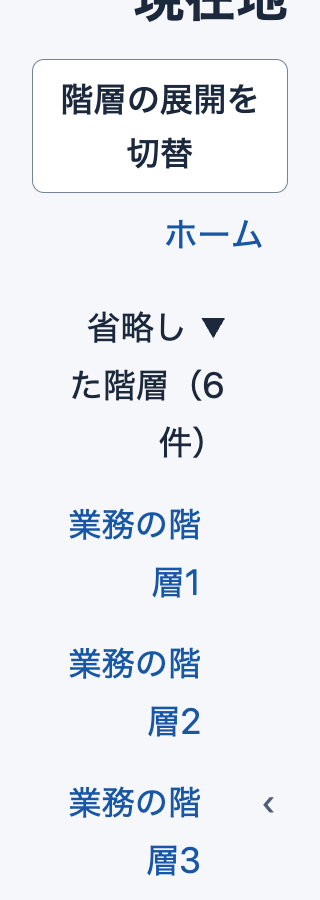 現在地
階層の展開を
切替
ホーム
省略し ▼
た階層（6
件）
業務の階
層1
業務の階
層2
業務の階 ‹
層3